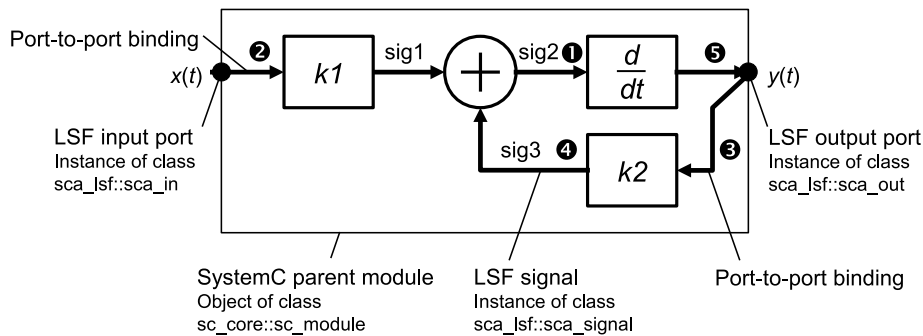 Port-to-port binding
❷
sig1
sig2 ❶
❺
x(t)
k1
d
dt
y(t)
LSF input port
Instance of class
sca_lsf::sca_in
sig3
❹
k2
❸
LSF output port
Instance of class
sca_lsf::sca_out
SystemC parent module
Object of class
sc_core::sc_module
LSF signal
Instance of class
sca_lsf::sca_signal
Port-to-port binding